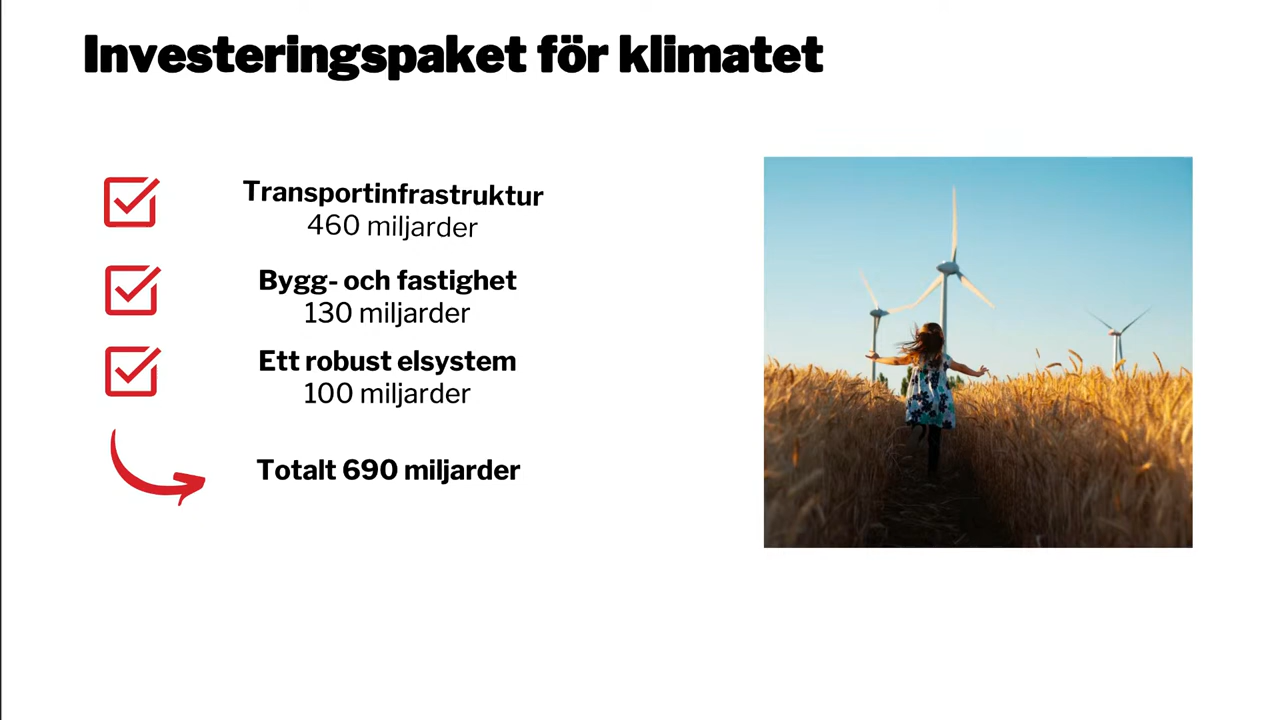 Investeringspaket för klimatet
Transportinfrastruktur
460 miljarder
Bygg- och fastighet
130 miljarder
Ett robust elsystem
100 miljarder
Totalt 690 miljarder